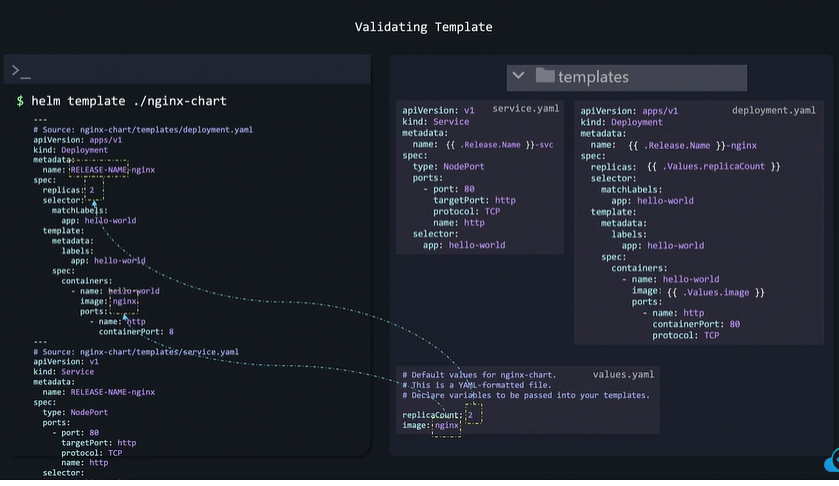 Validating Template
>_
$ helm template ./nginx-chart
---
# Source: nginx-chart/templates/deployment.yaml
apiVersion: apps/v1
kind: Deployment
metadata:
  name: RELEASE-NAME-nginx
spec:
  replicas: 2
  selector:
    matchLabels:
      app: hello-world
  template:
    metadata:
      labels:
        app: hello-world
    spec:
      containers:
        - name: hello-world
          image: nginx
          ports:
            - name: http
              containerPort: 8
---
# Source: nginx-chart/templates/service.yaml
apiVersion: v1
kind: Service
metadata:
  name: RELEASE-NAME-nginx
spec:
  type: NodePort
  ports:
    - port: 80
      targetPort: http
      protocol: TCP
      name: http
  selector:
templates
service.yaml
apiVersion: v1
kind: Service
metadata:
  name: {{ .Release.Name }}-svc
spec:
  type: NodePort
  ports:
    - port: 80
      targetPort: http
      protocol: TCP
      name: http
  selector:
    app: hello-world
deployment.yaml
apiVersion: apps/v1
kind: Deployment
metadata:
  name: {{ .Release.Name }}-nginx
spec:
  replicas: {{ .Values.replicaCount }}
  selector:
    matchLabels:
      app: hello-world
  template:
    metadata:
      labels:
        app: hello-world
    spec:
      containers:
        - name: hello-world
          image: {{ .Values.image }}
          ports:
            - name: http
              containerPort: 80
              protocol: TCP
values.yaml
# Default values for nginx-chart.
# This is a YAML-formatted file.
# Declare variables to be passed into your templates.
replicaCount: 2
image: nginx